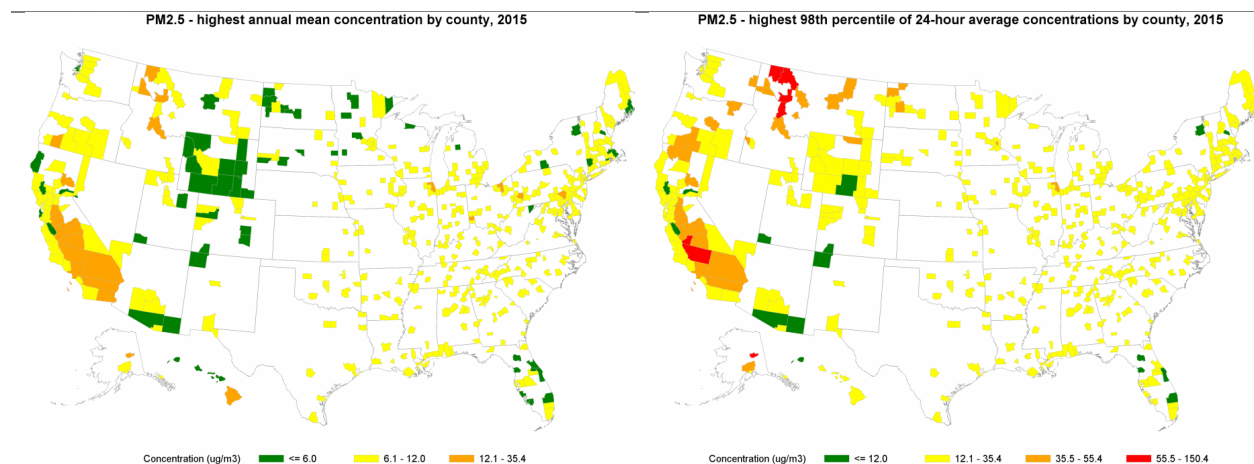 PM2.5 - highest annual mean concentration by county, 2015
PM2.5 - highest 98th percentile of 24-hour average concentrations by county, 2015
Concentration (ug/m3) <= 6.0 6.1 - 12.0 12.1 - 35.4
Concentration (ug/m3) <= 12.0 12.1 - 35.4 35.5 - 55.4 55.5 - 150.4